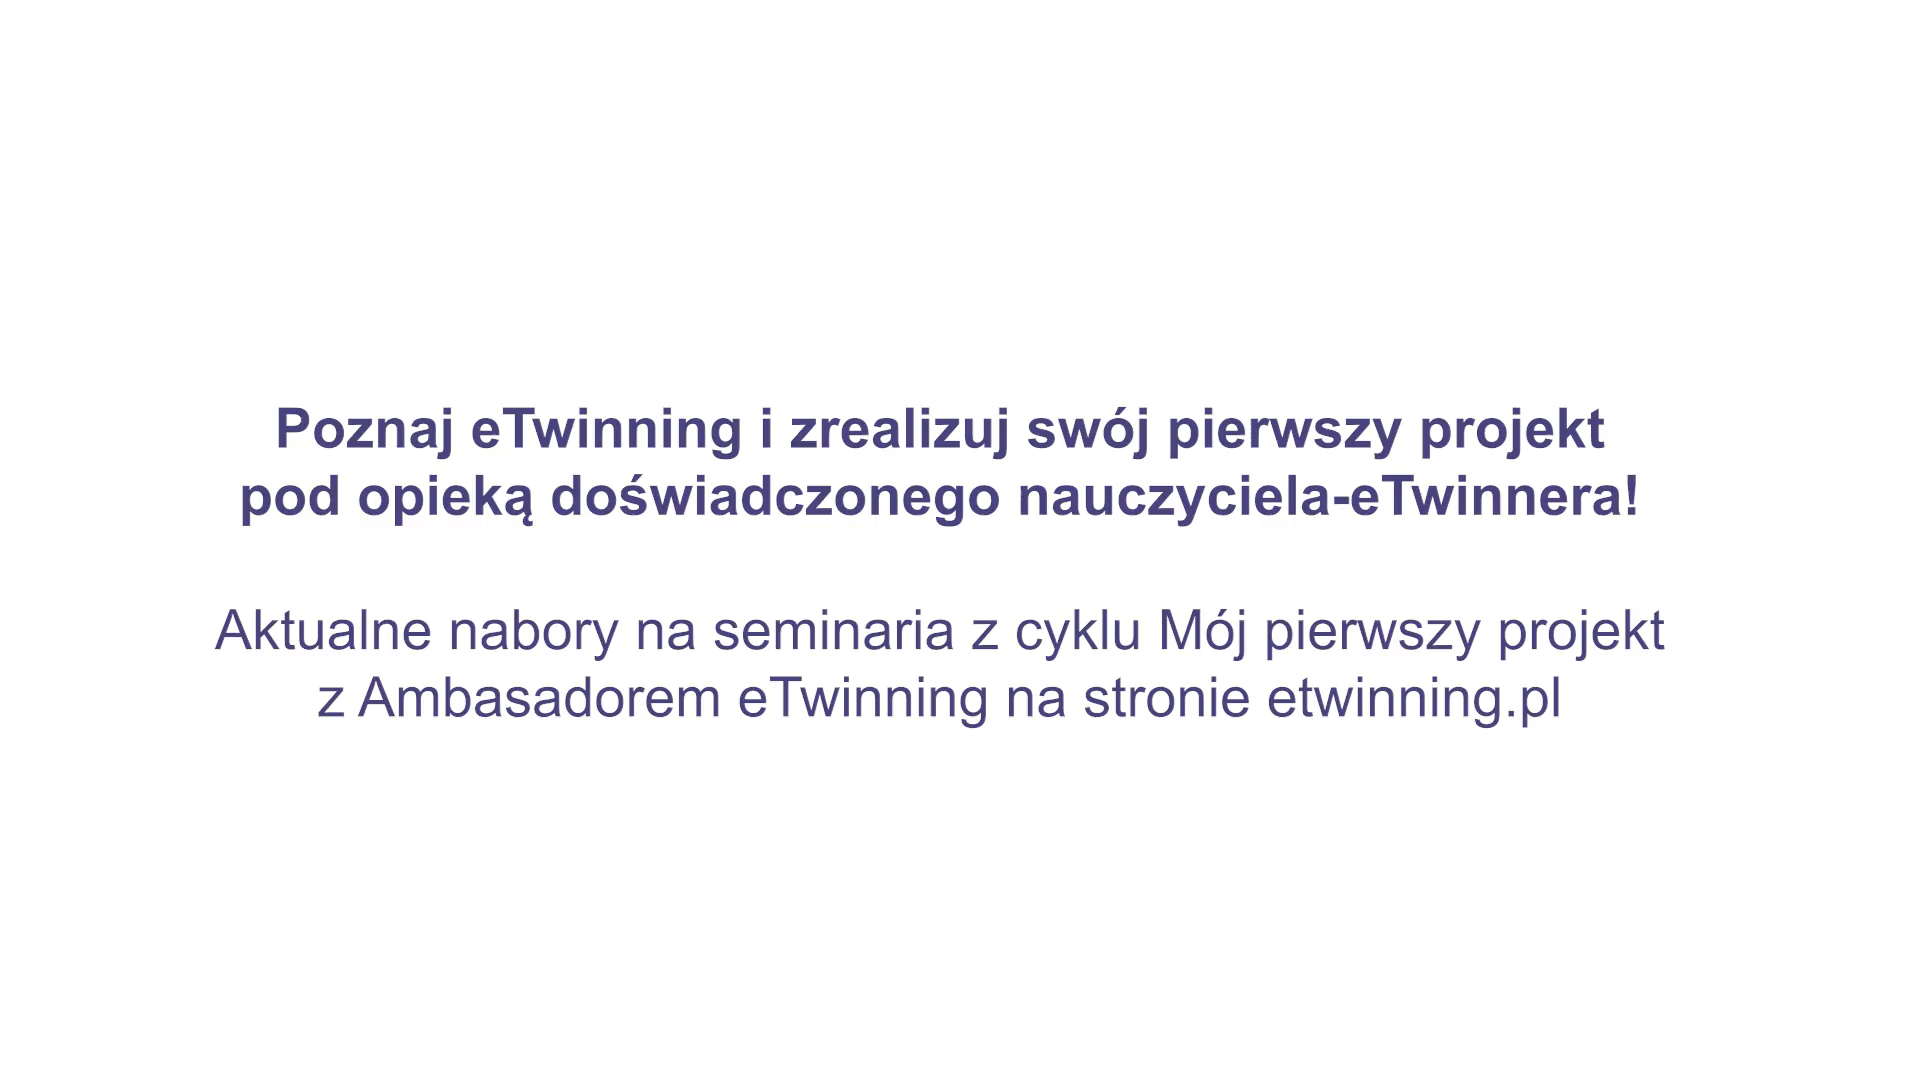 Poznaj eTwinning i zrealizuj swój pierwszy projekt
pod opieką doświadczonego nauczyciela-eTwinnera!
Aktualne nabory na seminaria z cyklu Mój pierwszy projekt
z Ambasadorem eTwinning na stronie etwinning.pl